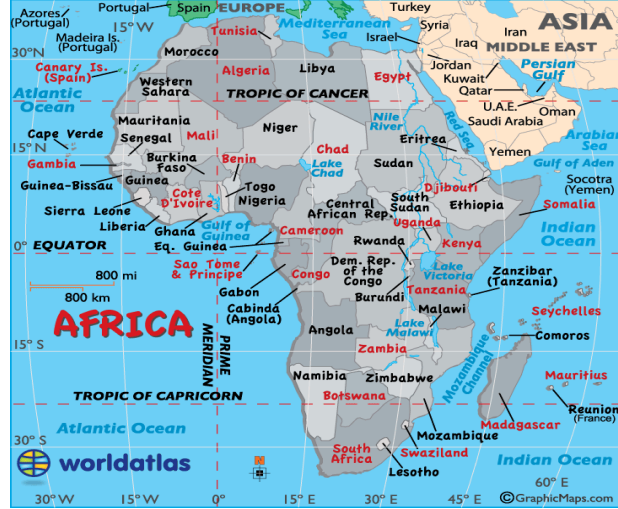 Azores
(Portugal)
Portugal
Spain
EUROPE
Turkey
ASIA
Madeira Is.
(Portugal)
15° W
Tunisia
Mediterranean
Sea
Syria
Israel
Iraq
Iran
MIDDLE EAST
30°N
Morocco
Canary Is.
(Spain)
Algeria
Libya
Egypt
Jordan
Kuwait
Qatar
Persian
Gulf
Atlantic
Ocean
Western
Sahara
TROPIC OF CANCER
U.A.E.
Oman
Saudi Arabia
Mauritania
Nile
River
Red Sea
Cape Verde
Senegal
Mali
Niger
Eritrea
Arabian
Sea
15°N
Chad
Yemen
Gambia
Burkina
Faso
Benin
Lake
Chad
Sudan
Gulf of Aden
Guinea-Bissau
Guinea
Djibouti
Socotra
(Yemen)
Togo
Cote
D'Ivoire
Nigeria
South
Sudan
Ethiopia
Somalia
Sierra Leone
Central
African Rep.
Liberia
Ghana
Gulf of
Guinea
Cameroon
Uganda
Indian
Ocean
EQUATOR
Eq. Guinea
Rwanda
Kenya
0°
Sao Tome
& Principe
Congo
Dem. Rep.
of the
Congo
Lake
Victoria
Zanzibar
(Tanzania)
800 mi
800 km
Gabon
Tanzania
Burundi
Cabinda
(Angola)
Malawi
Seychelles
AFRICA
Angola
Lake
Malawi
Comoros
PRIME
MERIDIAN
15° S
Zambia
Mozambique
Channel
Mauritius
Namibia
Zimbabwe
TROPIC OF CAPRICORN
Botswana
Reunion
(France)
Madagascar
Atlantic Ocean
Mozambique
30° S
South
Africa
Swaziland
Lesotho
Indian Ocean
worldatlas
N
30° W
15° W
0°
15° E
30° E
45° E
60° E
©GraphicMaps.com